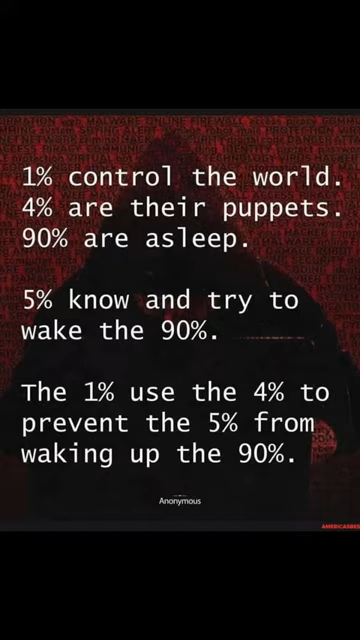 1% control the world.
4% are their puppets.
90% are asleep.
5% know and try to
wake the 90%.
The 1% use the 4% to
prevent the 5% from
waking up the 90%.
Anonymous